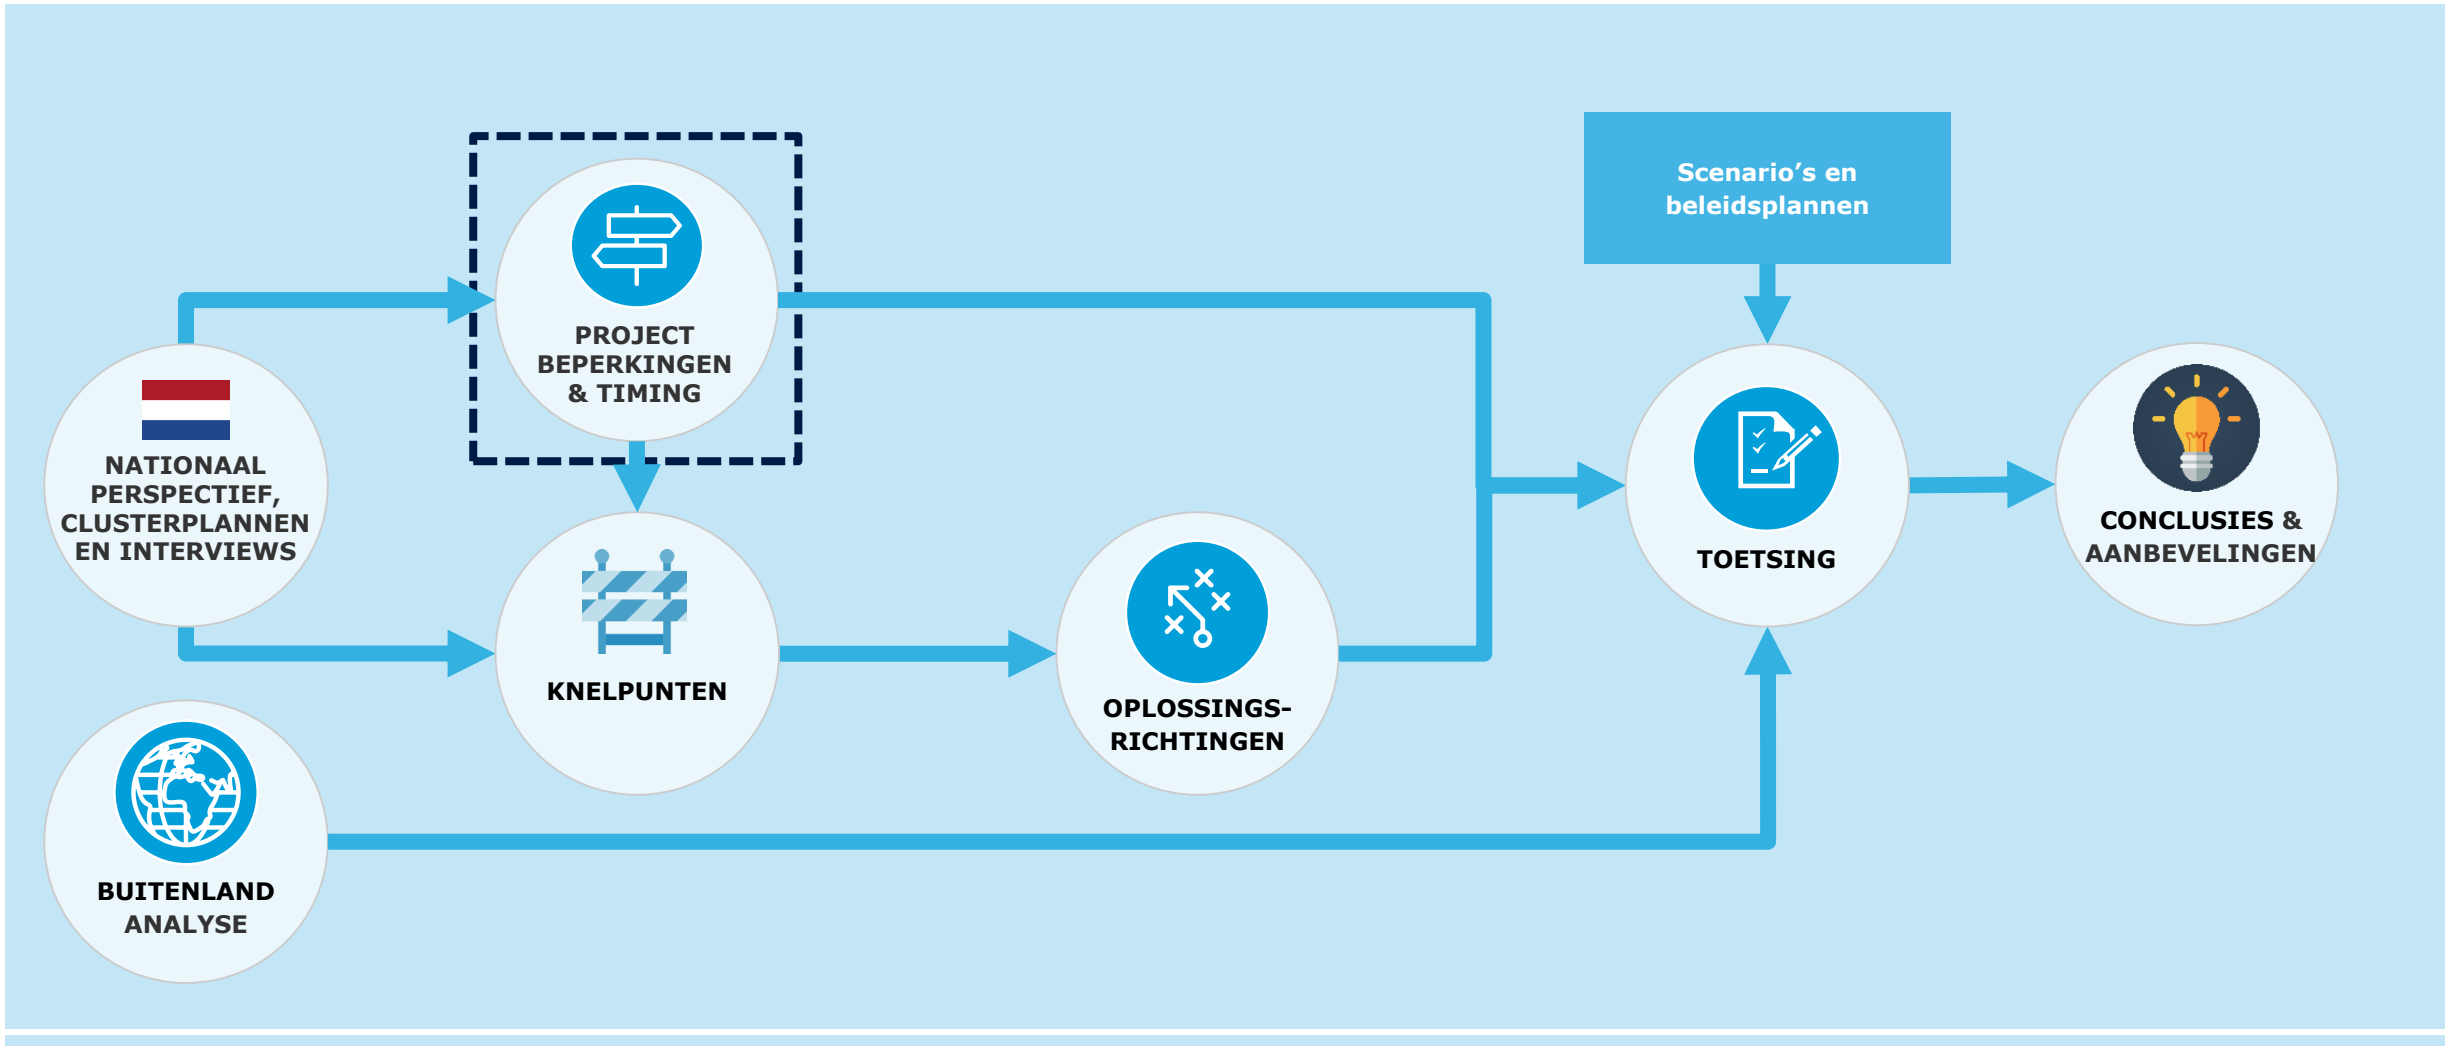 Scenario’s en
beleidsplannen
PROJECT
BEPERKINGEN
& TIMING
NATIONAAL
PERSPECTIEF,
CLUSTERPLANNEN
EN INTERVIEWS
KNELPUNTEN
OPLOSSINGS-
RICHTINGEN
TOETSING
CONCLUSIES &
AANBEVELINGEN
BUITENLAND
ANALYSE